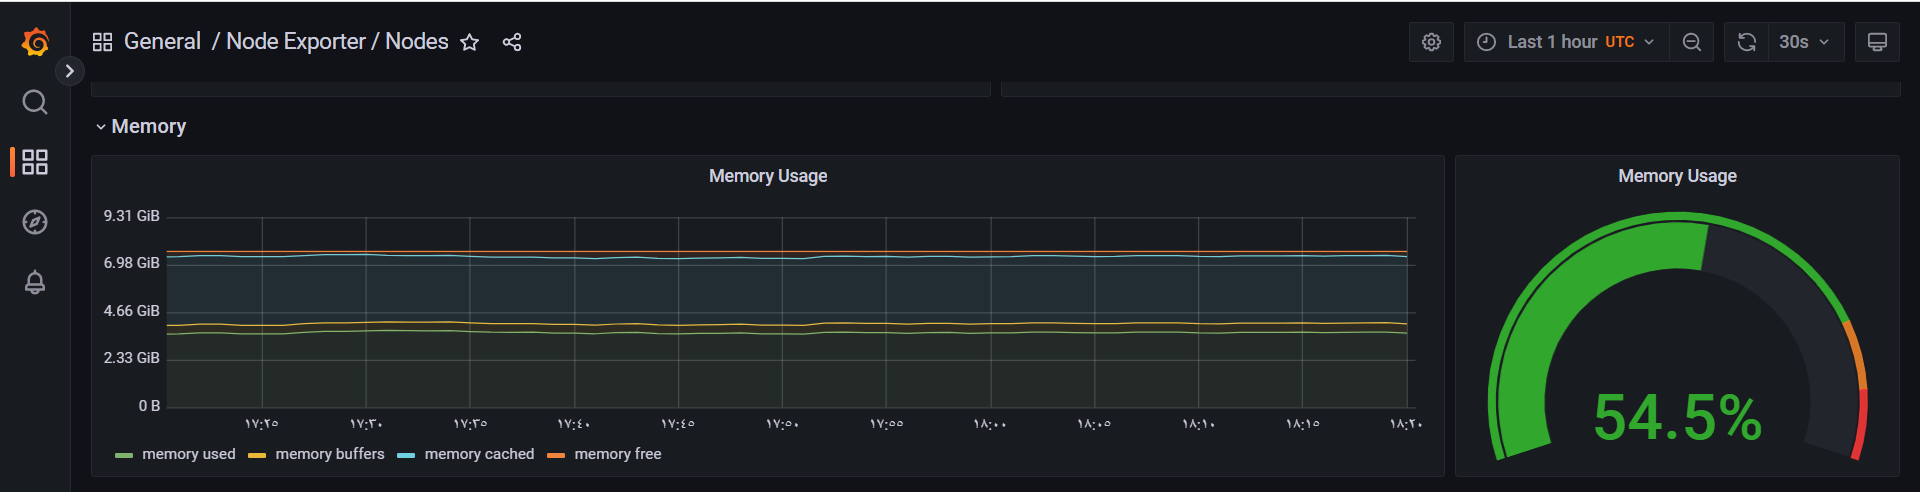 General / Node Exporter / Nodes
Last 1 hour UTC
30s
Memory
Memory Usage
9.31 GiB
6.98 GiB
4.66 GiB
2.33 GiB
0 B
١٧:٢٥ ١٧:٣٠ ١٧:٣٥ ١٧:٤٠ ١٧:٤٥ ١٧:٥٠ ١٧:٥٥ ١٨:٠٠ ١٨:٠٥ ١٨:١٠ ١٨:١٥ ١٨:٢٠
memory used memory buffers memory cached memory free
Memory Usage
54.5%